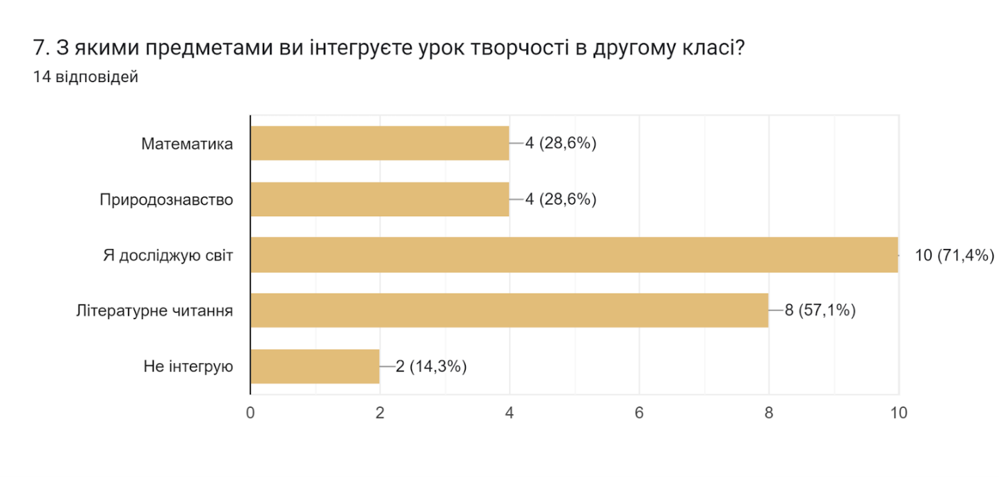 7. З якими предметами ви інтегруєте урок творчості в другому класі?
14 відповідей
Математика
4 (28,6%)
Природознавство
4 (28,6%)
Я досліджую світ
10 (71,4%)
Літературне читання
8 (57,1%)
Не інтегрую
2 (14,3%)
0 2 4 6 8 10